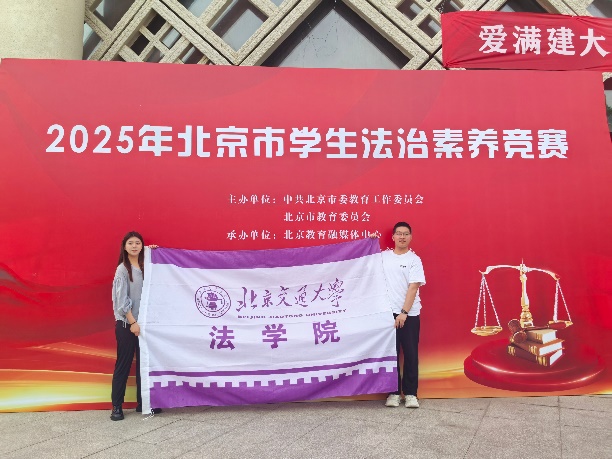 爱满建大
2025年北京市学生法治素养竞赛
主办单位：中共北京市委教育工作委员会
北京市教育委员会
承办单位：北京教育融媒体中心
北京交通大學
BEIJING JIAOTONG UNIVERSITY
法学院